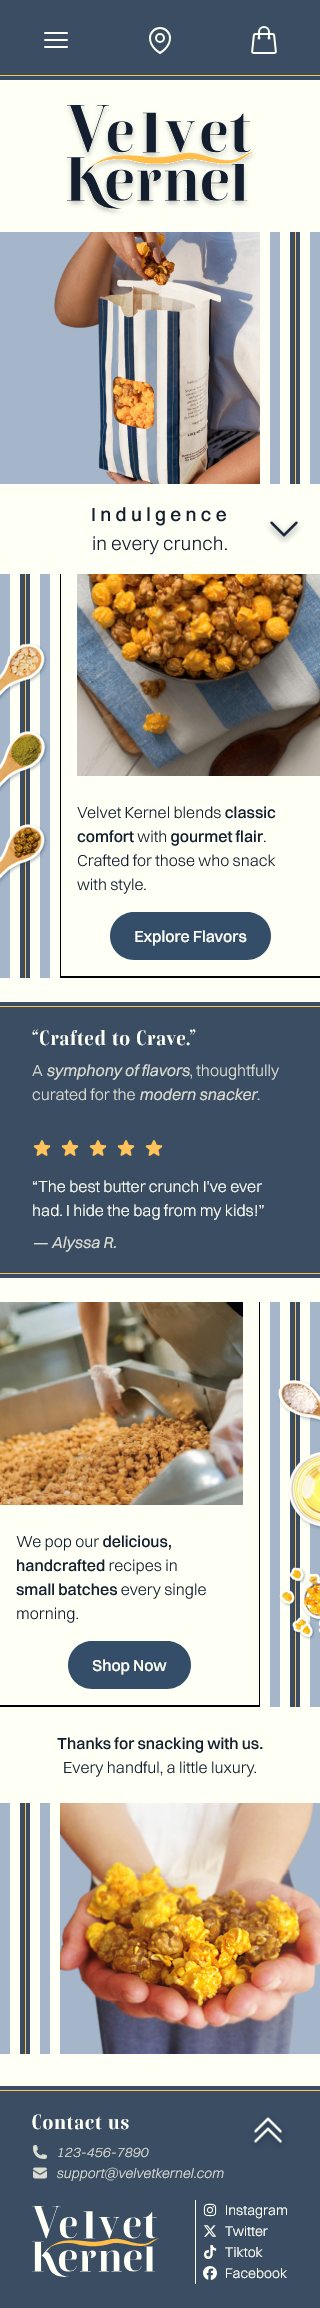 Velvet
Kernel
Indulgence
in every crunch.
Velvet Kernel blends classic
comfort with gourmet flair.
Crafted for those who snack
with style.
Explore Flavors
“Crafted to Crave.”
A symphony of flavors, thoughtfully
curated for the modern snacker.
“The best butter crunch I’ve ever
had. I hide the bag from my kids!”
— Alyssa R.
We pop our delicious,
handcrafted recipes in
small batches every single
morning.
Shop Now
Thanks for snacking with us.
Every handful, a little luxury.
Contact us
123-456-7890
support@velvetkernel.com
Velvet
Kernel
Instagram
Twitter
Tiktok
Facebook